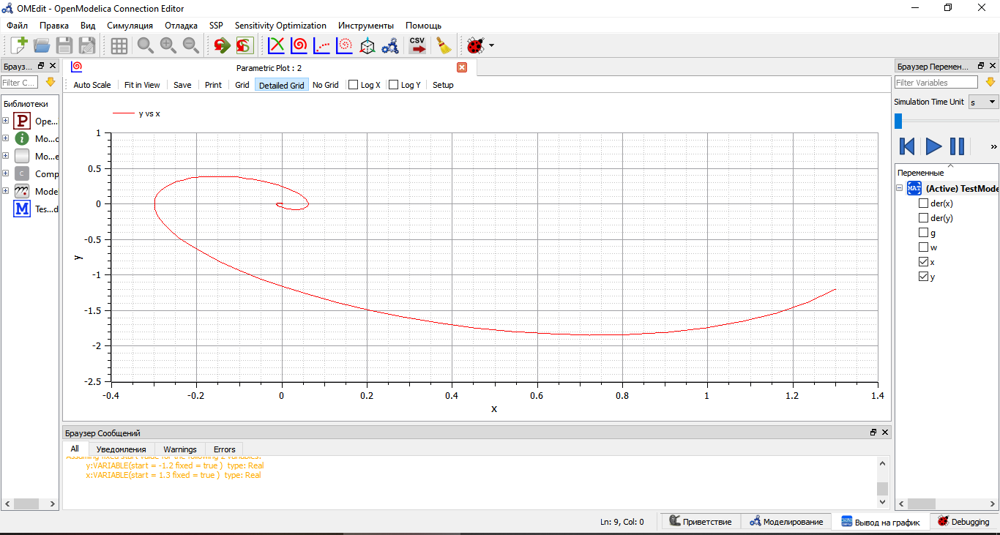 OMEdit - OpenModelica Connection Editor
Файл Правка Вид Симуляция Отладка SSP Sensitivity Optimization Инструменты Помощь
CSV
Брауз...
Filter C...
Библиотеки
P Ope...
i Mo...c
Mo...e
C Comp
Mode
M Tes...d
Parametric Plot : 2
Auto Scale Fit in View Save Print Grid Detailed Grid No Grid Log X Log Y Setup
y vs x
1
0.5
0
-0.5
-1
-1.5
-2
-2.5
y
-0.4 -0.2 0 0.2 0.4 0.6 0.8 1 1.2 1.4
x
Браузер Сообщений
All Уведомления Warnings Errors
Assuming fixed start value for the following 2 variables:
y:VARIABLE(start = -1.2 fixed = true ) type: Real
x:VARIABLE(start = 1.3 fixed = true ) type: Real
Браузер Перемен...
Filter Variables
Simulation Time Unit s
»
Переменные
MAT (Active) TestMode
der(x)
der(y)
g
w
x
y
Ln: 9, Col: 0 Приветствие Моделирование Вывод на график Debugging